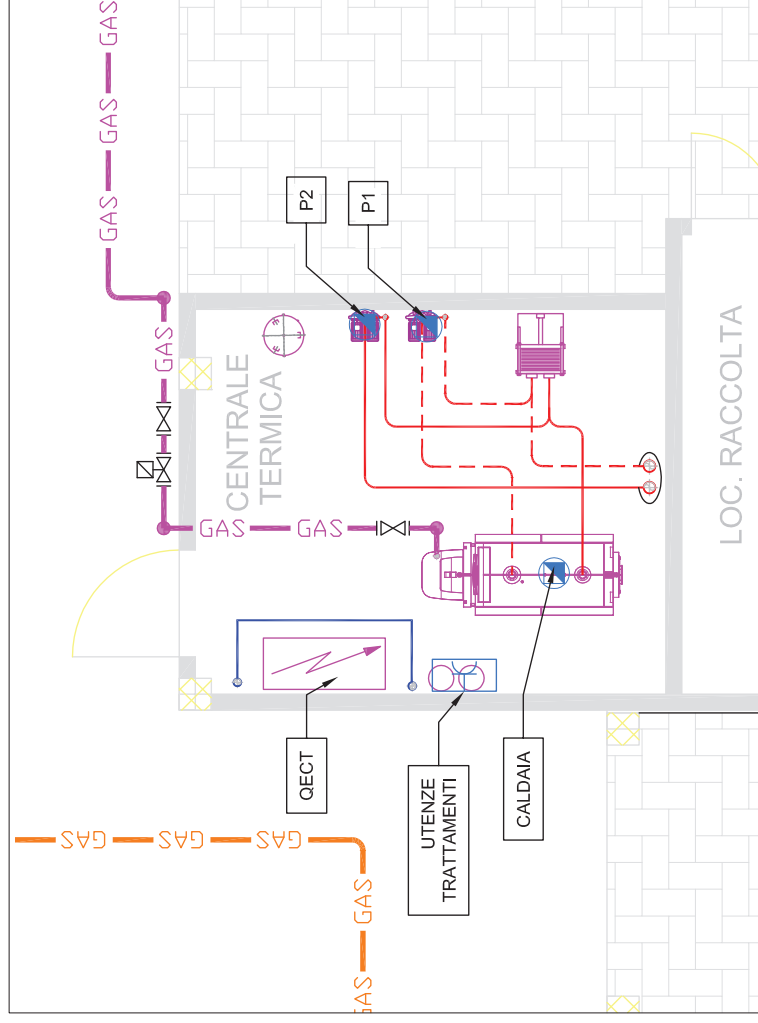 GAS
GAS
GAS
GAS
P2
P1
CENTRALE
TERMICA
GAS
GAS
LOC. RACCOLTA
QECT
UTENZE
TRATTAMENTI
CALDAIA
GAS
GAS
GAS
GAS
GAS